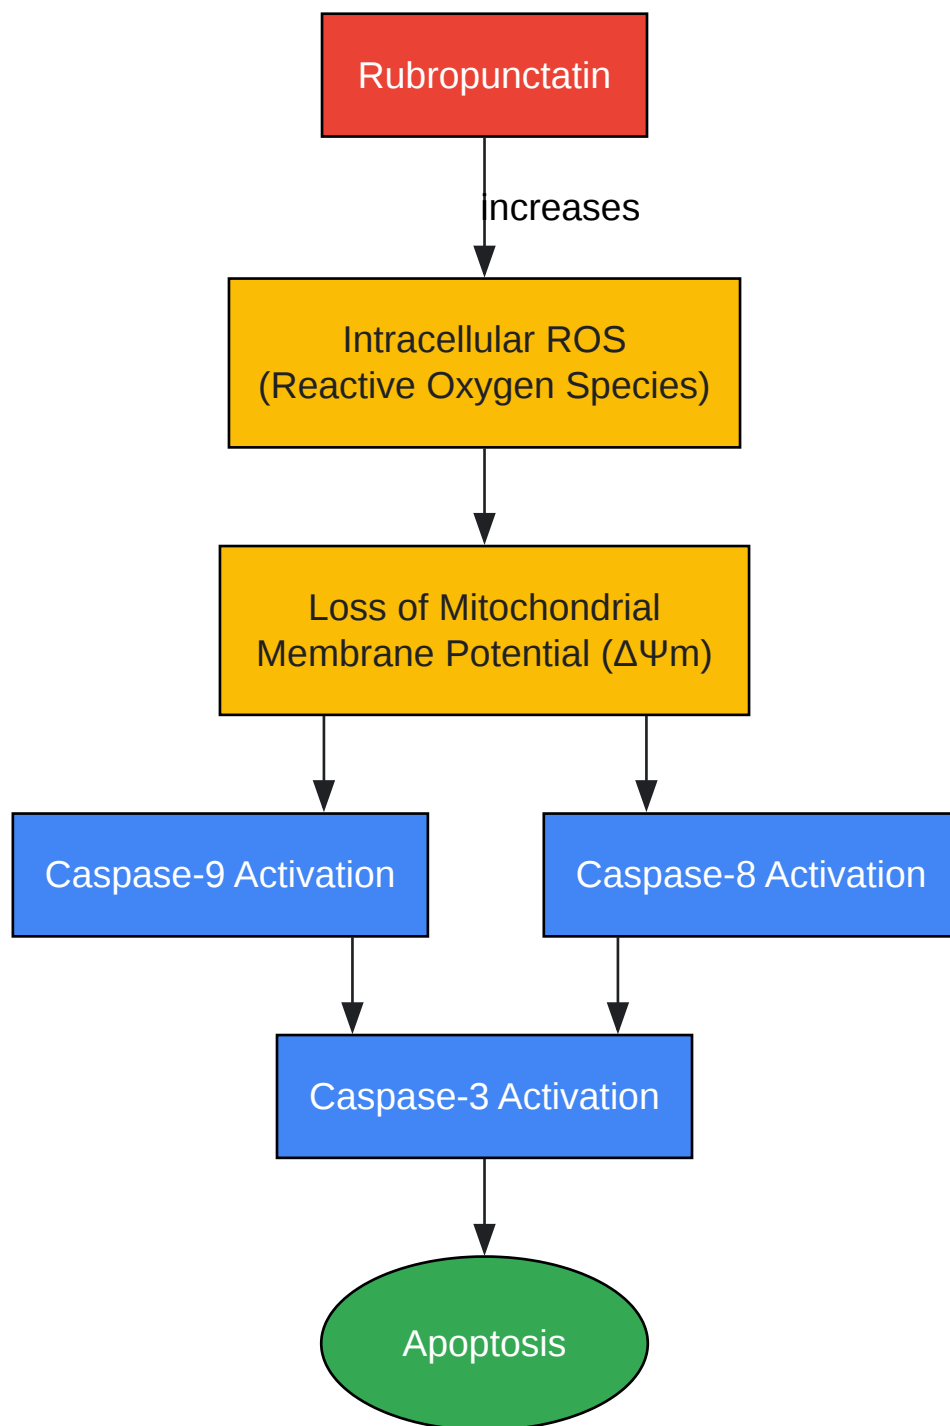 Rubropunctatin
increases
Intracellular ROS
(Reactive Oxygen Species)
Loss of Mitochondrial
Membrane Potential (ΔΨm)
Caspase-9 Activation
Caspase-8 Activation
Caspase-3 Activation
Apoptosis